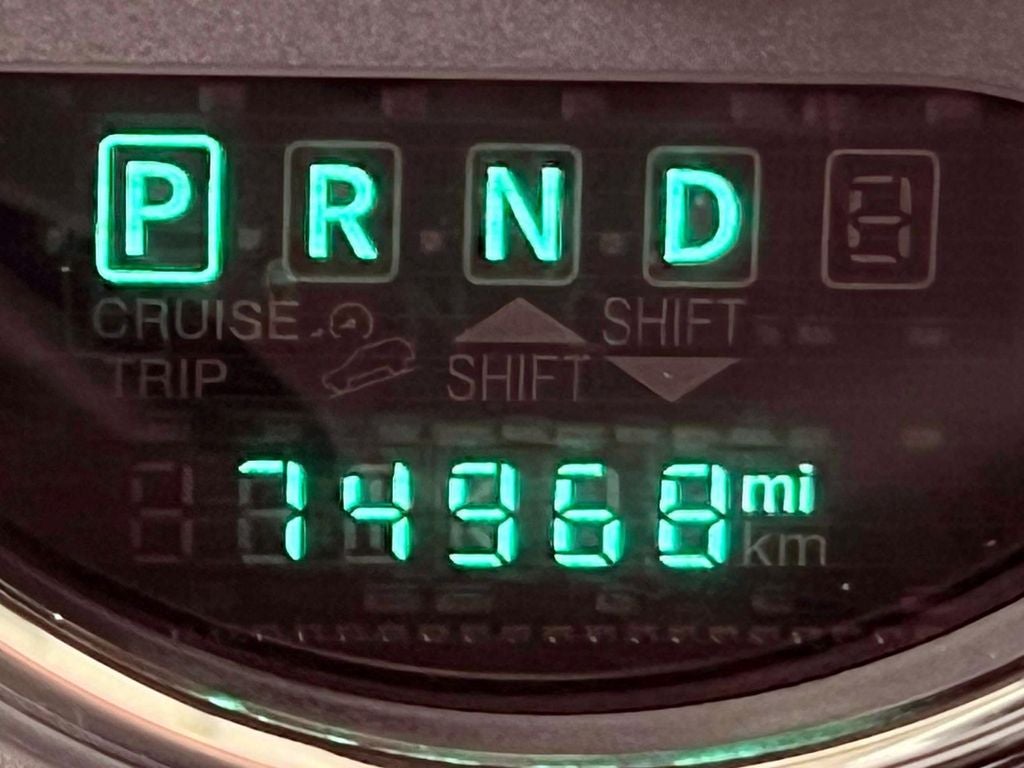 P R N D
CRUISE SHIFT
TRIP SHIFT
74968 mi
km